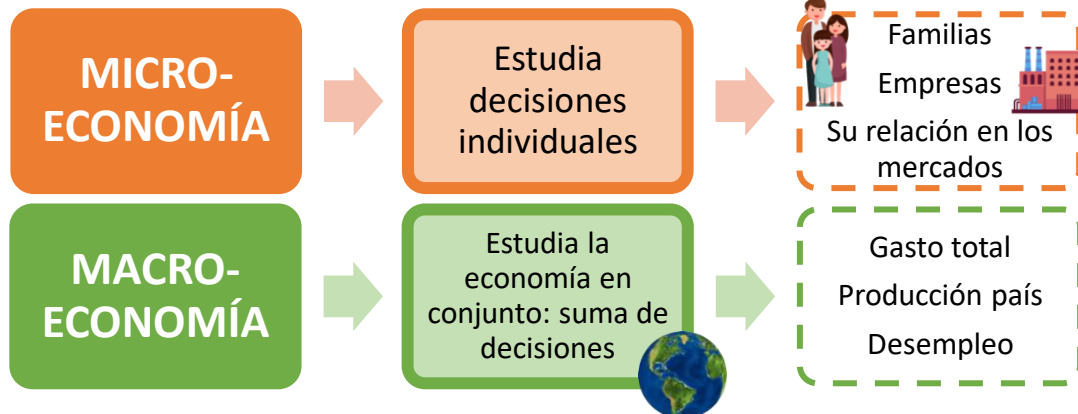 MICRO-
ECONOMÍA
Estudia
decisiones
individuales
Familias
Empresas
Su relación en los
mercados
MACRO-
ECONOMÍA
Estudia la
economía en
conjunto: suma de
decisiones
Gasto total
Producción país
Desempleo